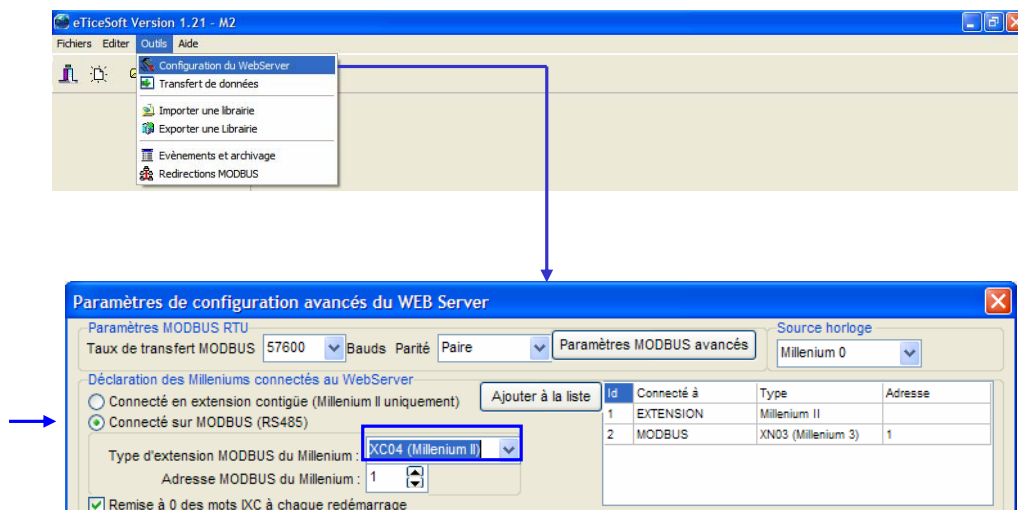 eTiceSoft Version 1.21 - M2
Fichiers Editer Outils Aide
Configuration du WebServer
Transfert de données
Importer une librairie
Exporter une Librairie
Evènements et archivage
Redirections MODBUS
Paramètres de configuration avancés du WEB Server
Paramètres MODBUS RTU
Source horloge
Taux de transfert MODBUS 57600 Bauds Parité Paire Paramètres MODBUS avancés Millenium 0
Déclaration des Milleniums connectés au WebServer
Connecté en extension contigüe (Millenium II uniquement) Ajouter à la liste
Connecté sur MODBUS (RS485)
Type d'extension MODBUS du Millenium : XC04 (Millenium II)
Adresse MODBUS du Millenium : 1
Id Connecté à Type Adresse
1 EXTENSION Millenium II
2 MODBUS XN03 (Millenium 3) 1
Remise à 0 des mots IXC à chaque redémarrage